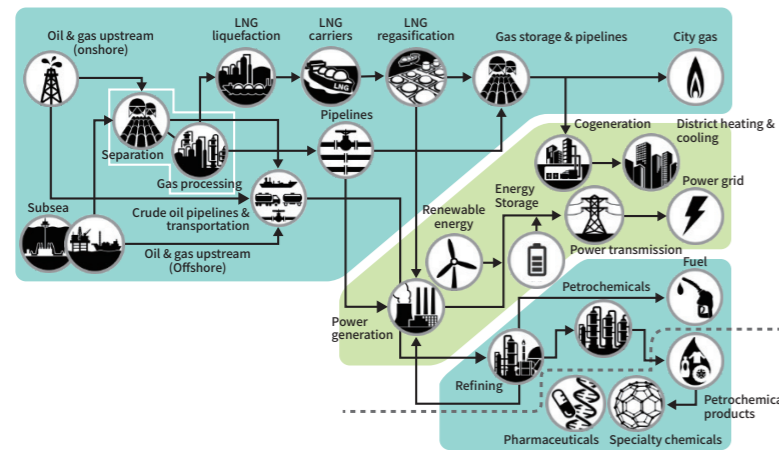 Oil & gas upstream
(onshore)
LNG
liquefaction
LNG
carriers
LNG
regasification
Gas storage & pipelines
City gas
LNG
Separation
Gas processing
Pipelines
Cogeneration
District heating &
cooling
Subsea
Crude oil pipelines &
transportation
Oil & gas upstream
(Offshore)
Renewable
energy
Energy
Storage
Power transmission
Power grid
Power
generation
Petrochemicals
Fuel
Refining
Petrochemical
products
Pharmaceuticals
Specialty chemicals